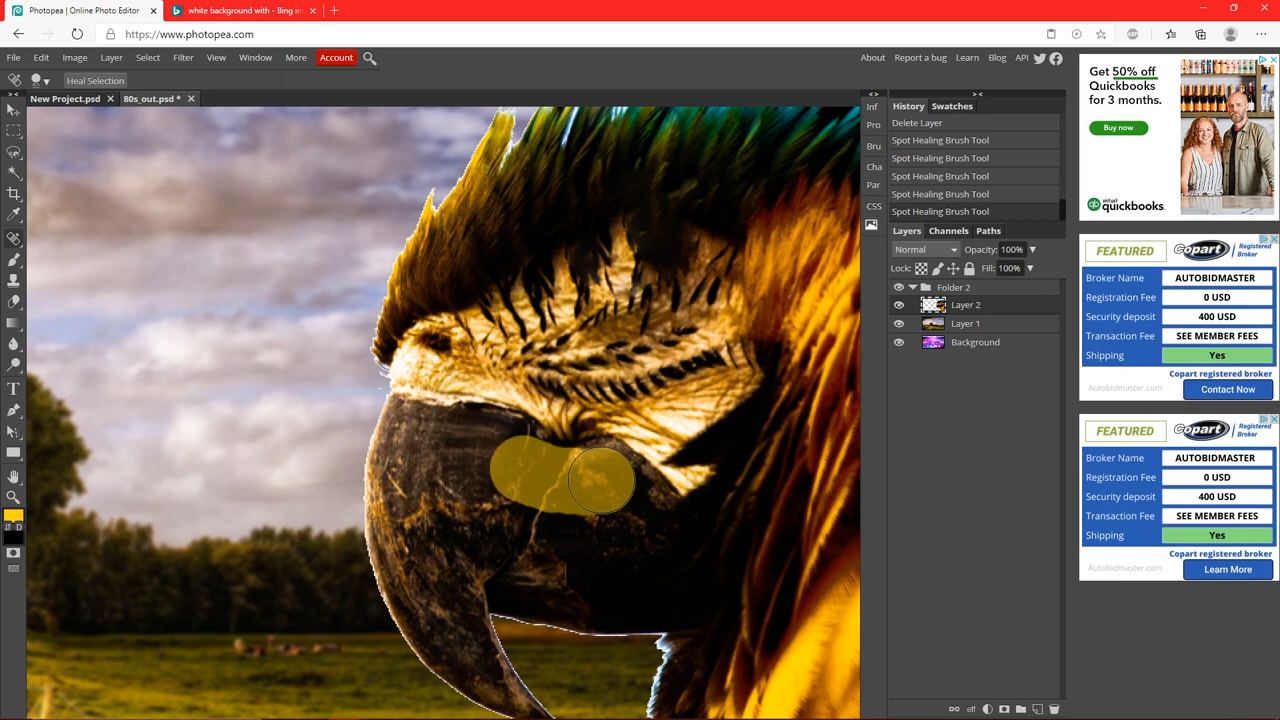 Photopea | Online Photo Editor
white background with - Bing im
https://www.photopea.com
File Edit Image Layer Select Filter View Window More Account
About Report a bug Learn Blog API
Heal Selection
New Project.psd
80s_out.psd *
Inf
Pro
Bru
Cha
Par
CSS
History Swatches
Delete Layer
Spot Healing Brush Tool
Spot Healing Brush Tool
Spot Healing Brush Tool
Spot Healing Brush Tool
Spot Healing Brush Tool
Layers Channels Paths
Normal Opacity: 100%
Lock: Fill: 100%
Folder 2
Layer 2
Layer 1
Background
eff
D
Get 50% off
Quickbooks
for 3 months.
Buy now
intuit
quickbooks.
FEATURED Copart Registered
Broker
Broker Name AUTOBIDMASTER
Registration Fee 0 USD
Security deposit 400 USD
Transaction Fee SEE MEMBER FEES
Shipping Yes
Copart registered broker
Autobidmaster.com Contact Now
FEATURED Copart Registered
Broker
Broker Name AUTOBIDMASTER
Registration Fee 0 USD
Security deposit 400 USD
Transaction Fee SEE MEMBER FEES
Shipping Yes
Copart registered broker
Autobidmaster.com Learn More